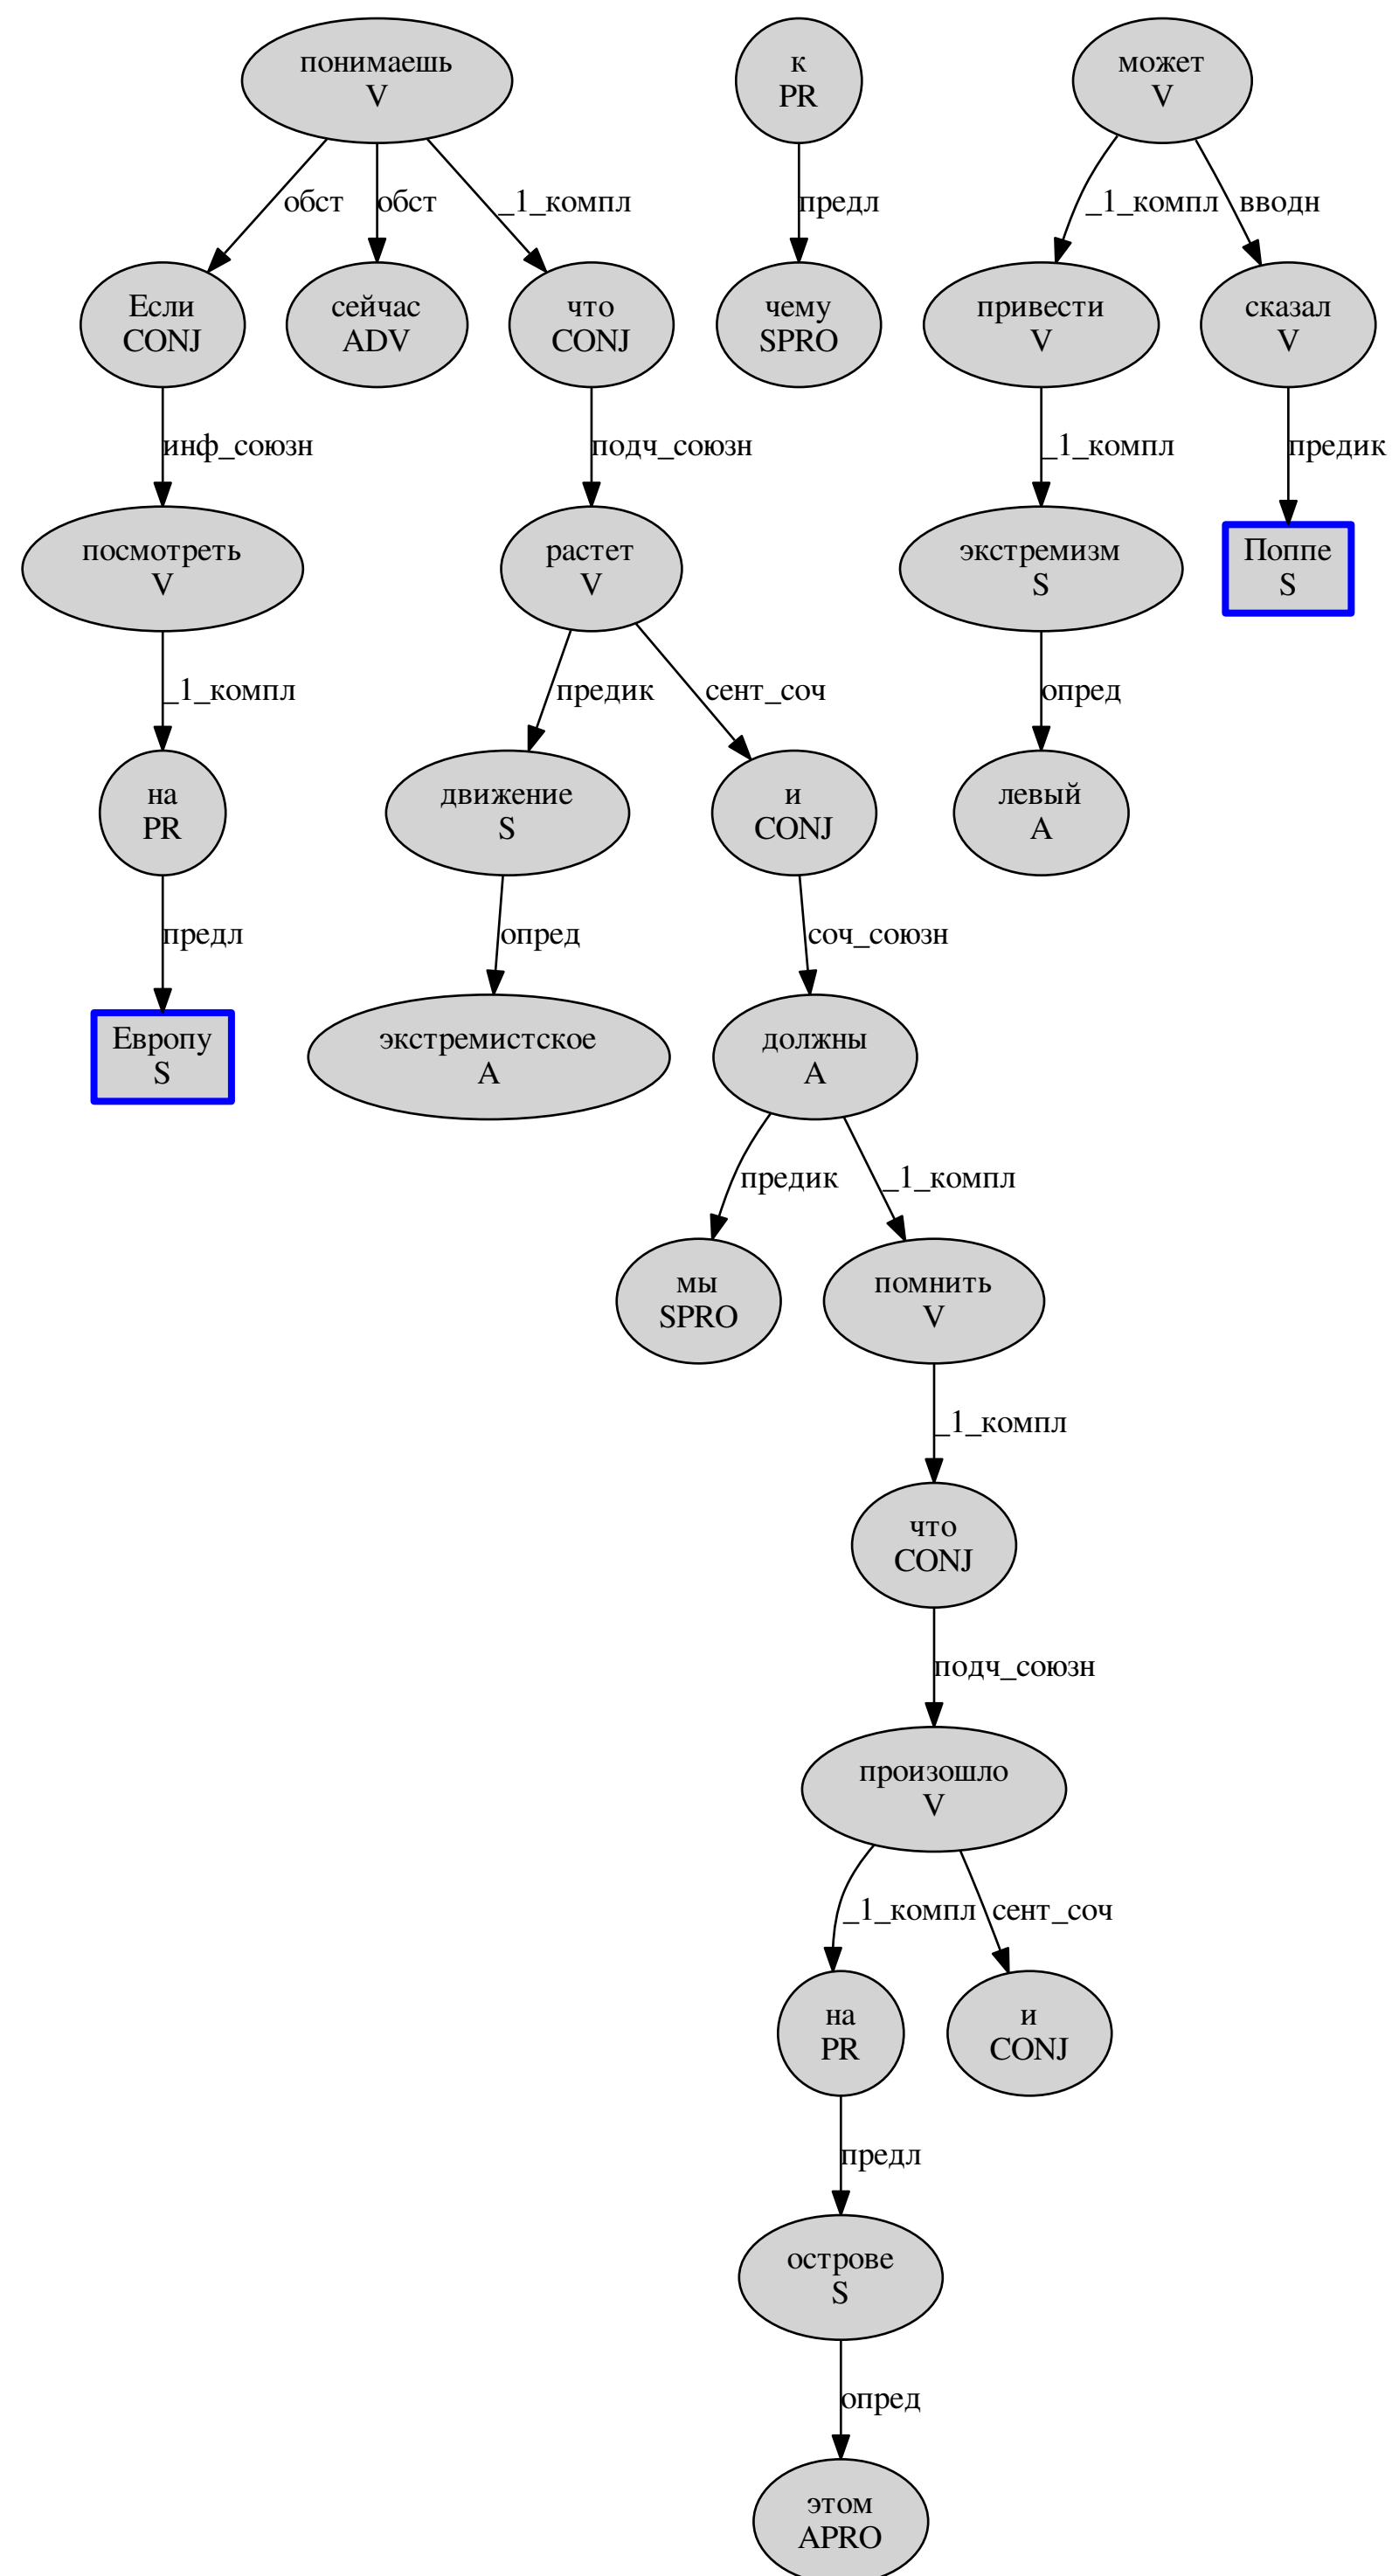 понимаешь
V
к
PR
может
V
обст
обст
_1_компл
предл
_1_компл
вводн
Если
CONJ
сейчас
ADV
что
CONJ
чему
SPRO
привести
V
сказал
V
инф_союзн
подч_союзн
_1_компл
предик
посмотреть
V
растет
V
экстремизм
S
Поппе
S
_1_компл
предик
сент_соч
опред
на
PR
движение
S
и
CONJ
левый
A
предл
опред
соч_союзн
Европу
S
экстремистское
A
должны
A
предик
_1_компл
мы
SPRO
помнить
V
_1_компл
что
CONJ
подч_союзн
произошло
V
_1_компл
сент_соч
на
PR
и
CONJ
предл
острове
S
опред
этом
APRO